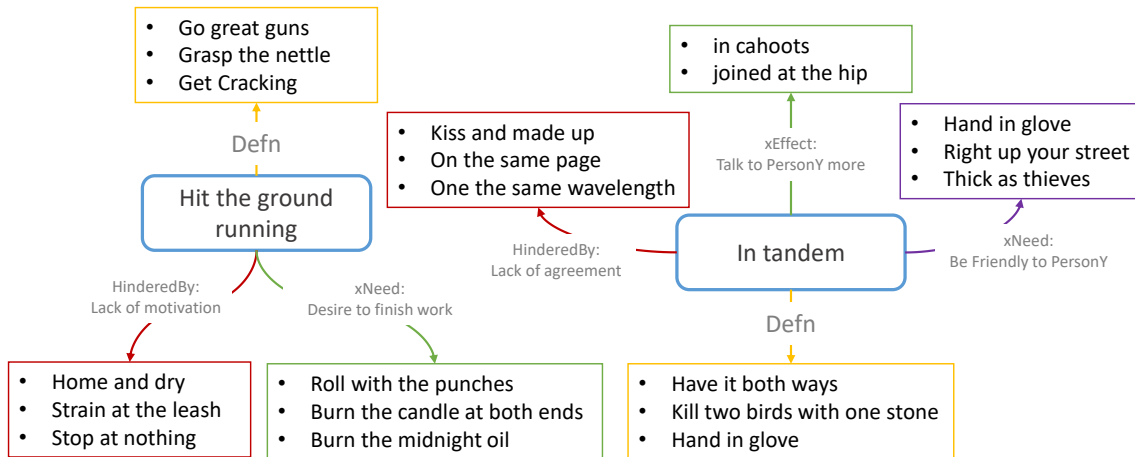 • Go great guns
• Grasp the nettle
• Get Cracking
Defn
Hit the ground
running
HinderedBy:
Lack of motivation
xNeed:
Desire to finish work
• Home and dry
• Strain at the leash
• Stop at nothing
• Roll with the punches
• Burn the candle at both ends
• Burn the midnight oil
• in cahoots
• joined at the hip
• Kiss and made up
• On the same page
• One the same wavelength
xEffect:
Talk to PersonY more
• Hand in glove
• Right up your street
• Thick as thieves
HinderedBy:
Lack of agreement
In tandem
xNeed:
Be Friendly to PersonY
Defn
• Have it both ways
• Kill two birds with one stone
• Hand in glove